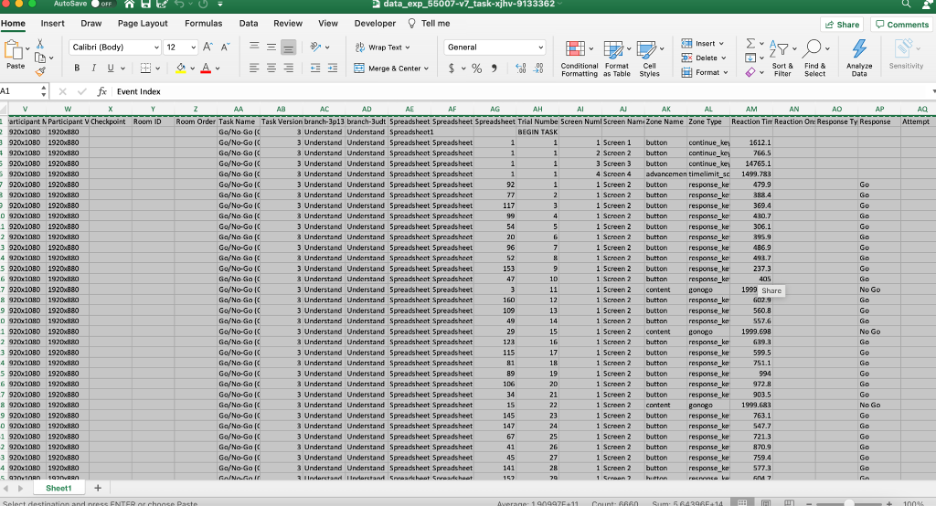 AutoSave OFF data_exp_55007-v7_task-xjhv-9133362
Home Insert Draw Page Layout Formulas Data Review View Developer Tell me Share Comments
Paste Calibri (Body) 12 Wrap Text General Insert
B I U Merge & Center $ % Conditional Formatting Format as Table Cell Styles Delete Format Sort & Filter Find & Select Analyze Data Sensitivity
A1 fx Event Index
V W X Y Z AA AB AC AD AE AF AG AH AI AJ AK AL AM AN AO AP AQ
articipant M Participant V Checkpoint Room ID Room Order Task Name Task Version branch-3p13 branch-3udt Spreadsheet Spreadsheet Spreadsheet Trial Numbe Screen Numl Screen Nam Zone Name Zone Type Reaction Tin Reaction On Response Ty Response Attempt
920x1080 1920x880 Go/No-Go (C 3 Understand Understand Spreadsheet1 BEGIN TASK
920x1080 1920x880 Go/No-Go (C 3 Understand Understand Spreadsheet Spreadsheet 1 1 1 Screen 1 button continue_key 1612.1
920x1080 1920x880 Go/No-Go (C 3 Understand Understand Spreadsheet Spreadsheet 1 1 2 Screen 2 button continue_key 766.5
920x1080 1920x880 Go/No-Go (C 3 Understand Understand Spreadsheet Spreadsheet 1 1 3 Screen 3 button continue_key 14765.1
920x1080 1920x880 Go/No-Go (C 3 Understand Understand Spreadsheet Spreadsheet 1 1 4 Screen 4 advancemen timelimit_sc 1499.783
920x1080 1920x880 Go/No-Go (C 3 Understand Understand Spreadsheet Spreadsheet 92 1 1 Screen 2 button response_ke 479.9 Go
920x1080 1920x880 Go/No-Go (C 3 Understand Understand Spreadsheet Spreadsheet 77 2 1 Screen 2 button response_ke 388.4 Go
920x1080 1920x880 Go/No-Go (C 3 Understand Understand Spreadsheet Spreadsheet 117 3 1 Screen 2 button response_ke 369.4 Go
920x1080 1920x880 Go/No-Go (C 3 Understand Understand Spreadsheet Spreadsheet 99 4 1 Screen 2 button response_ke 430.7 Go
920x1080 1920x880 Go/No-Go (C 3 Understand Understand Spreadsheet Spreadsheet 54 5 1 Screen 2 button response_ke 306.1 Go
920x1080 1920x880 Go/No-Go (C 3 Understand Understand Spreadsheet Spreadsheet 20 6 1 Screen 2 button response_ke 395.9 Go
920x1080 1920x880 Go/No-Go (C 3 Understand Understand Spreadsheet Spreadsheet 96 7 1 Screen 2 button response_ke 486.9 Go
920x1080 1920x880 Go/No-Go (C 3 Understand Understand Spreadsheet Spreadsheet 52 8 1 Screen 2 button response_ke 493.7 Go
920x1080 1920x880 Go/No-Go (C 3 Understand Understand Spreadsheet Spreadsheet 153 9 1 Screen 2 button response_ke 237.3 Go
920x1080 1920x880 Go/No-Go (C 3 Understand Understand Spreadsheet Spreadsheet 47 10 1 Screen 2 button response_ke 405 Go
920x1080 1920x880 Go/No-Go (C 3 Understand Understand Spreadsheet Spreadsheet 3 11 1 Screen 2 content gonogo 1999 Share No Go
920x1080 1920x880 Go/No-Go (C 3 Understand Understand Spreadsheet Spreadsheet 160 12 1 Screen 2 button response_ke 602.9 Go
920x1080 1920x880 Go/No-Go (C 3 Understand Understand Spreadsheet Spreadsheet 109 13 1 Screen 2 button response_ke 560.8 Go
920x1080 1920x880 Go/No-Go (C 3 Understand Understand Spreadsheet Spreadsheet 49 14 1 Screen 2 button response_ke 557.6 Go
920x1080 1920x880 Go/No-Go (C 3 Understand Understand Spreadsheet Spreadsheet 29 15 1 Screen 2 content gonogo 1999.698 No Go
920x1080 1920x880 Go/No-Go (C 3 Understand Understand Spreadsheet Spreadsheet 123 16 1 Screen 2 button response_ke 639.3 Go
920x1080 1920x880 Go/No-Go (C 3 Understand Understand Spreadsheet Spreadsheet 115 17 1 Screen 2 button response_ke 599.5 Go
920x1080 1920x880 Go/No-Go (C 3 Understand Understand Spreadsheet Spreadsheet 81 18 1 Screen 2 button response_ke 751.1 Go
920x1080 1920x880 Go/No-Go (C 3 Understand Understand Spreadsheet Spreadsheet 89 19 1 Screen 2 button response_ke 994 Go
920x1080 1920x880 Go/No-Go (C 3 Understand Understand Spreadsheet Spreadsheet 106 20 1 Screen 2 button response_ke 972.8 Go
920x1080 1920x880 Go/No-Go (C 3 Understand Understand Spreadsheet Spreadsheet 34 21 1 Screen 2 button response_ke 903.5 Go
920x1080 1920x880 Go/No-Go (C 3 Understand Understand Spreadsheet Spreadsheet 15 22 1 Screen 2 content gonogo 1999.683 No Go
920x1080 1920x880 Go/No-Go (C 3 Understand Understand Spreadsheet Spreadsheet 145 23 1 Screen 2 button response_ke 763.1 Go
920x1080 1920x880 Go/No-Go (C 3 Understand Understand Spreadsheet Spreadsheet 147 24 1 Screen 2 button response_ke 547.7 Go
920x1080 1920x880 Go/No-Go (C 3 Understand Understand Spreadsheet Spreadsheet 67 25 1 Screen 2 button response_ke 721.3 Go
920x1080 1920x880 Go/No-Go (C 3 Understand Understand Spreadsheet Spreadsheet 41 26 1 Screen 2 button response_ke 870.9 Go
920x1080 1920x880 Go/No-Go (C 3 Understand Understand Spreadsheet Spreadsheet 45 27 1 Screen 2 button response_ke 759.4 Go
920x1080 1920x880 Go/No-Go (C 3 Understand Understand Spreadsheet Spreadsheet 141 28 1 Screen 2 button response_ke 577.3 Go
920x1080 1920x880 Go/No-Go (C 3 Understand Understand Spreadsheet Spreadsheet 152 29 1 Screen 2 button response_ke 604.7 Go
Sheet1 +
Select destination and press ENTER or choose Paste Average: 1.90997E+11 Count: 6660 Sum: 5.64396E+14 100%